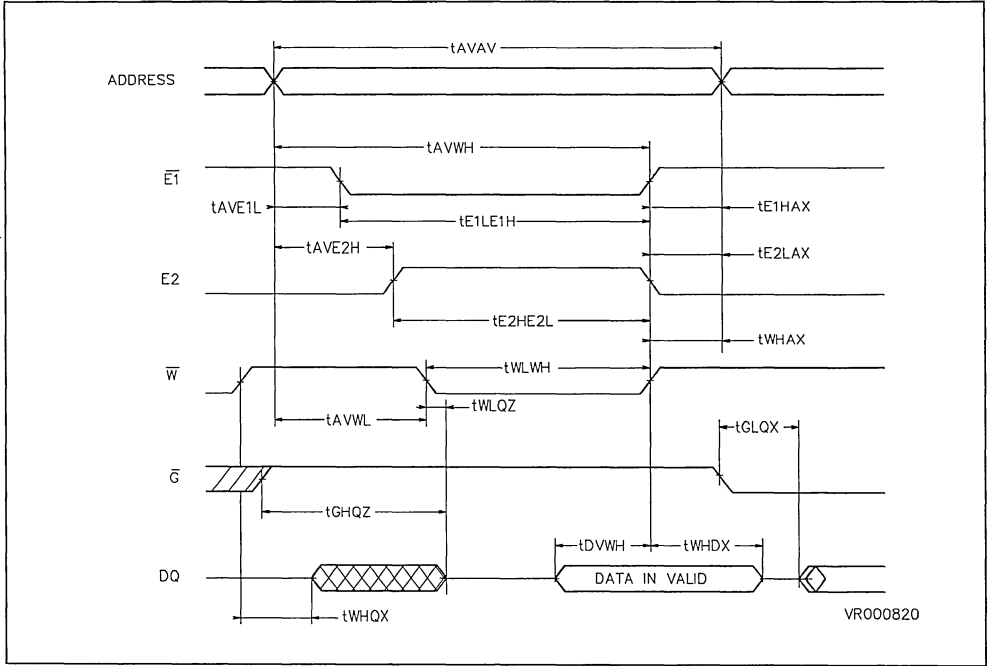 tAVAV
ADDRESS
tAVWH
E1
tAVE1L
tE1HAX
tE1LE1H
tAVE2H
tE2LAX
E2
tE2HE2L
tWHAX
W
tWLWH
tWLQZ
tAVWL
tGLQX
G
tGHQZ
tDVWH
tWHDX
DQ
DATA IN VALID
tWHQX
VR000820